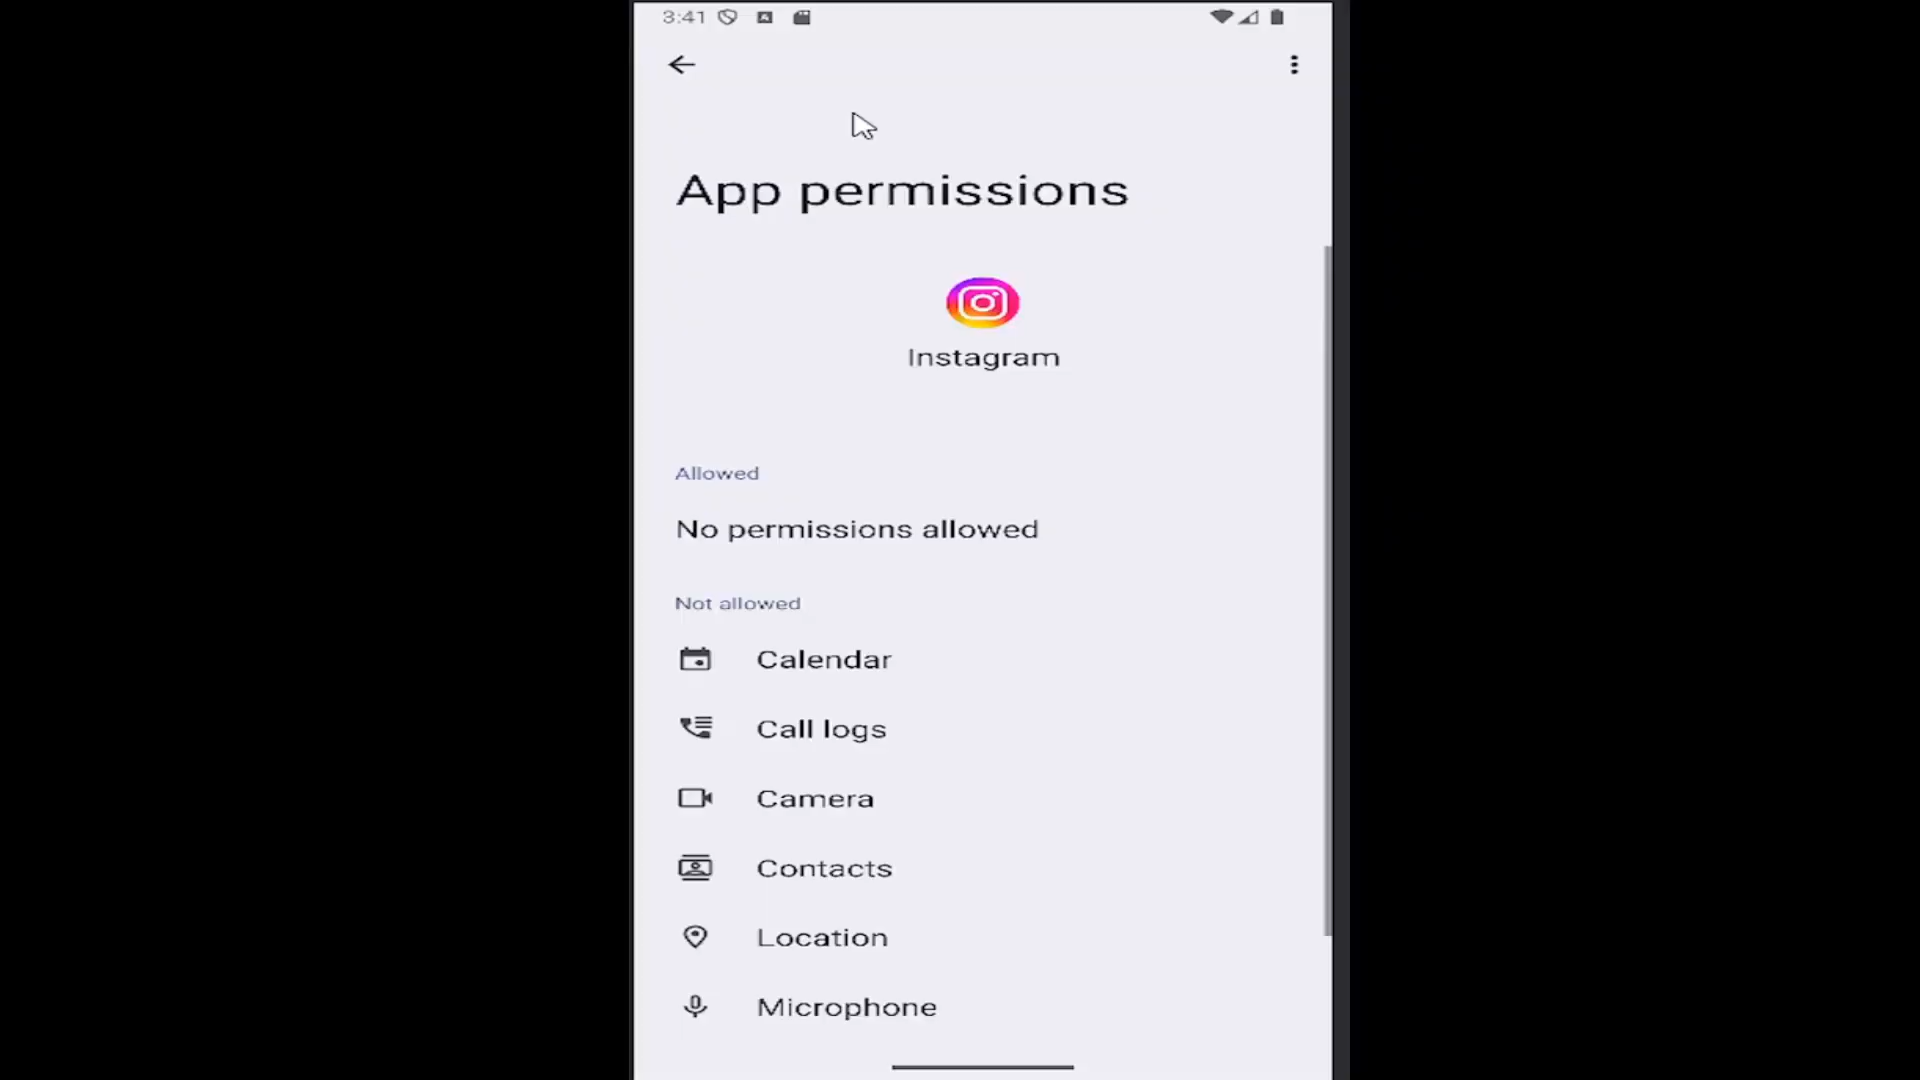 3:41
App permissions
Instagram
Allowed
No permissions allowed
Not allowed
Calendar
Call logs
Camera
Contacts
Location
Microphone